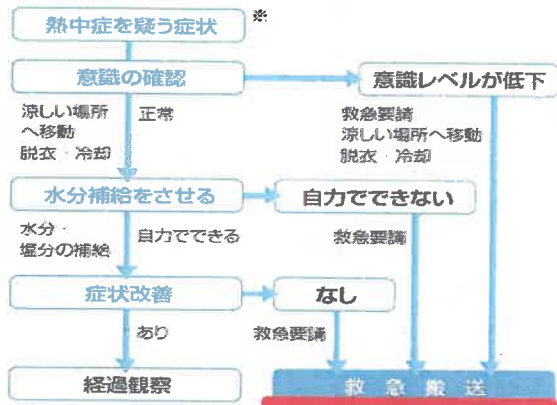 熱中症を疑う症状 ※
意識の確認
意識レベルが低下
涼しい場所
へ移動
脱衣・冷却
正常
救急要請
涼しい場所へ移動
脱衣・冷却
水分補給をさせる
自力でできない
水分・
塩分の補給
自力でできる
救急要請
症状改善
なし
あり
救急要請
経過観察
救急搬送